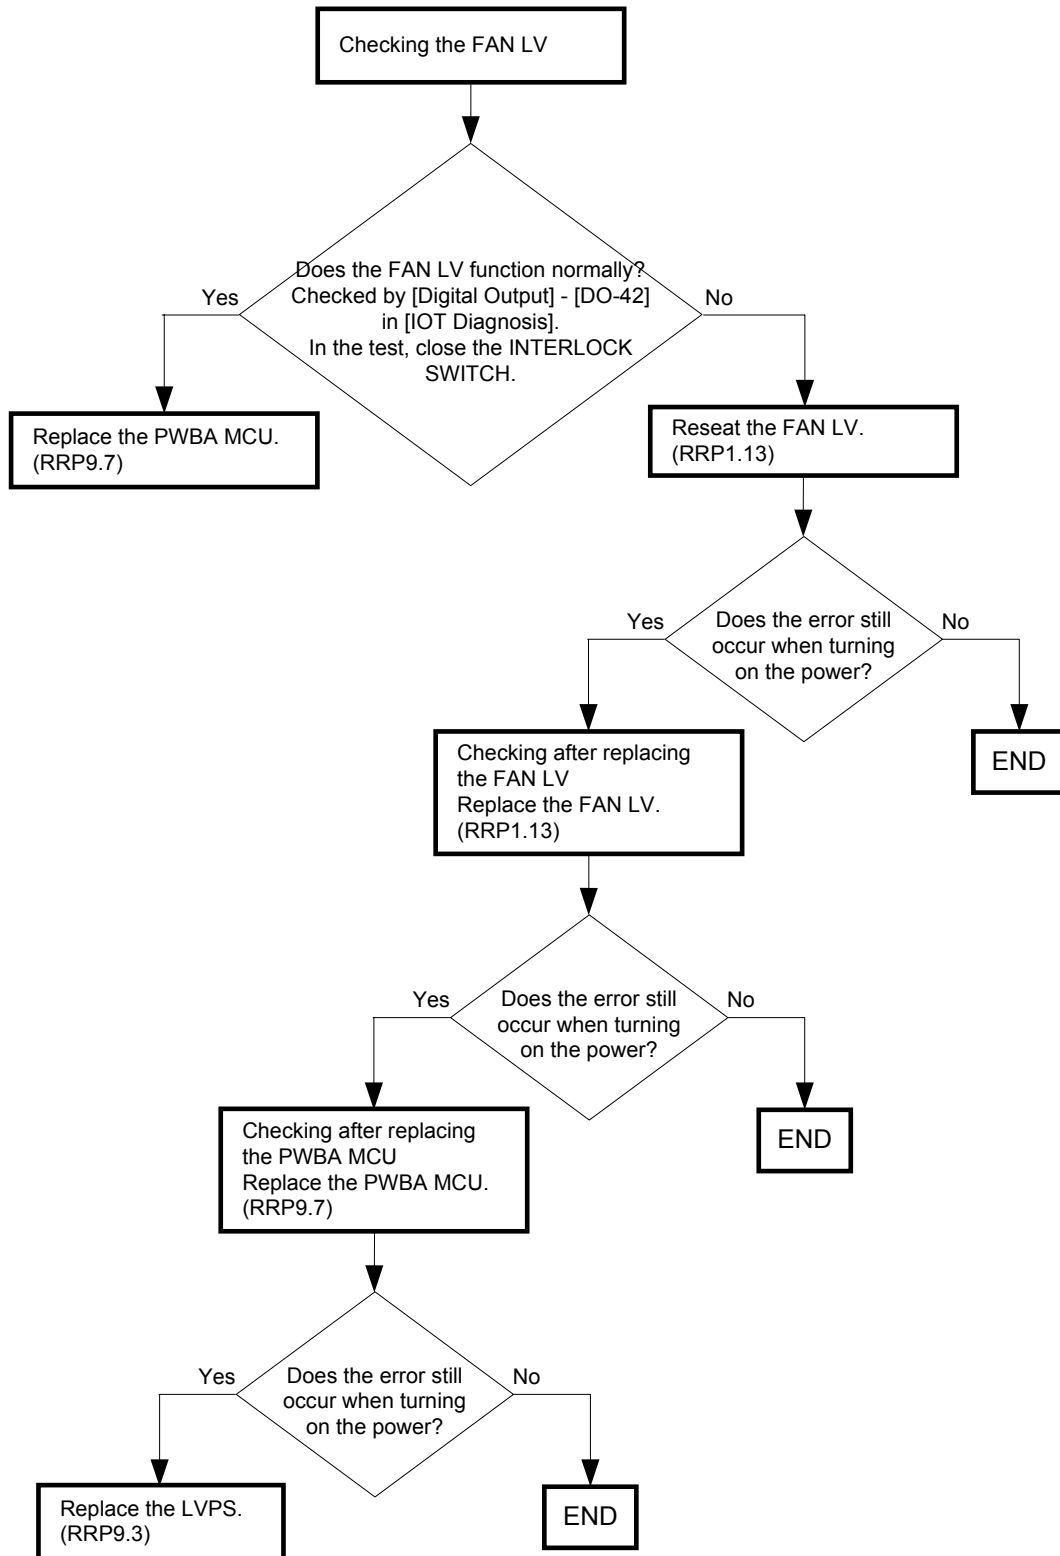 Checking the FAN LV
Does the FAN LV function normally?
Checked by [Digital Output] - [DO-42]
in [IOT Diagnosis].
In the test, close the INTERLOCK
SWITCH.
Yes
No
Replace the PWBA MCU.
(RRP9.7)
Reseat the FAN LV.
(RRP1.13)
Does the error still
occur when turning
on the power?
Yes
No
END
Checking after replacing
the FAN LV
Replace the FAN LV.
(RRP1.13)
Does the error still
occur when turning
on the power?
Yes
No
END
Checking after replacing
the PWBA MCU
Replace the PWBA MCU.
(RRP9.7)
Does the error still
occur when turning
on the power?
Yes
No
END
Replace the LVPS.
(RRP9.3)